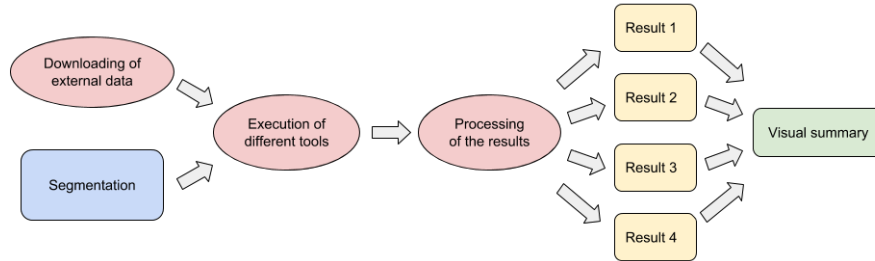 Downloading of
external data
Segmentation
Execution of
different tools
Processing
of the results
Result 1
Result 2
Result 3
Result 4
Visual summary